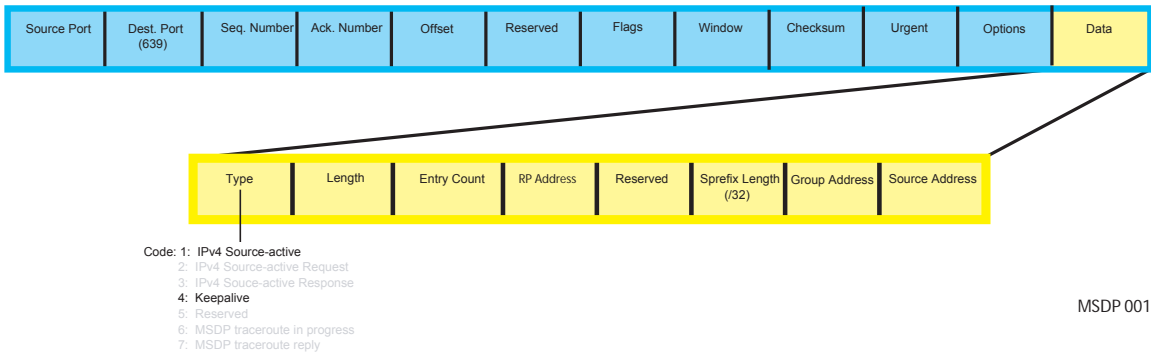 Source Port Dest. Port Seq. Number Ack. Number Offset Reserved Flags Window Checksum Urgent Options Data
(639)
Type Length Entry Count RP Address Reserved Sprefix Length Group Address Source Address
(/32)
Code: 1: IPv4 Source-active
2: IPv4 Source-active Request
3: IPv4 Souce-active Response
4: Keepalive
5: Reserved
6: MSDP traceroute in progress
7: MSDP traceroute reply
MSDP 001